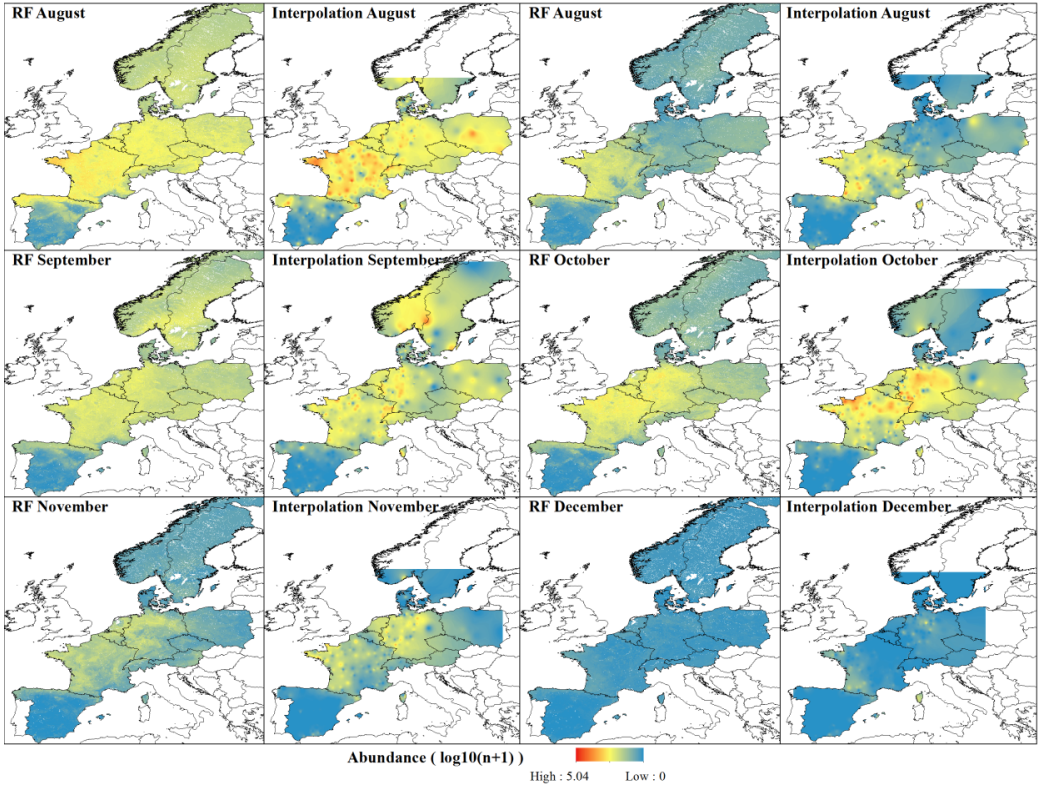 RF August
Interpolation August
RF August
Interpolation August
RF September
Interpolation September
RF October
Interpolation October
RF November
Interpolation November
RF December
Interpolation December
Abundance ( log10(n+1) )
High : 5.04 Low : 0